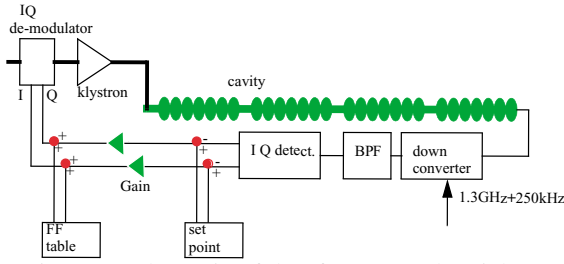 IQ
de-modulator
I Q
klystron
cavity
+
+
-
+
I Q detect.
BPF
down
converter
+
+
-
+
Gain
1.3GHz+250kHz
FF
table
set
point